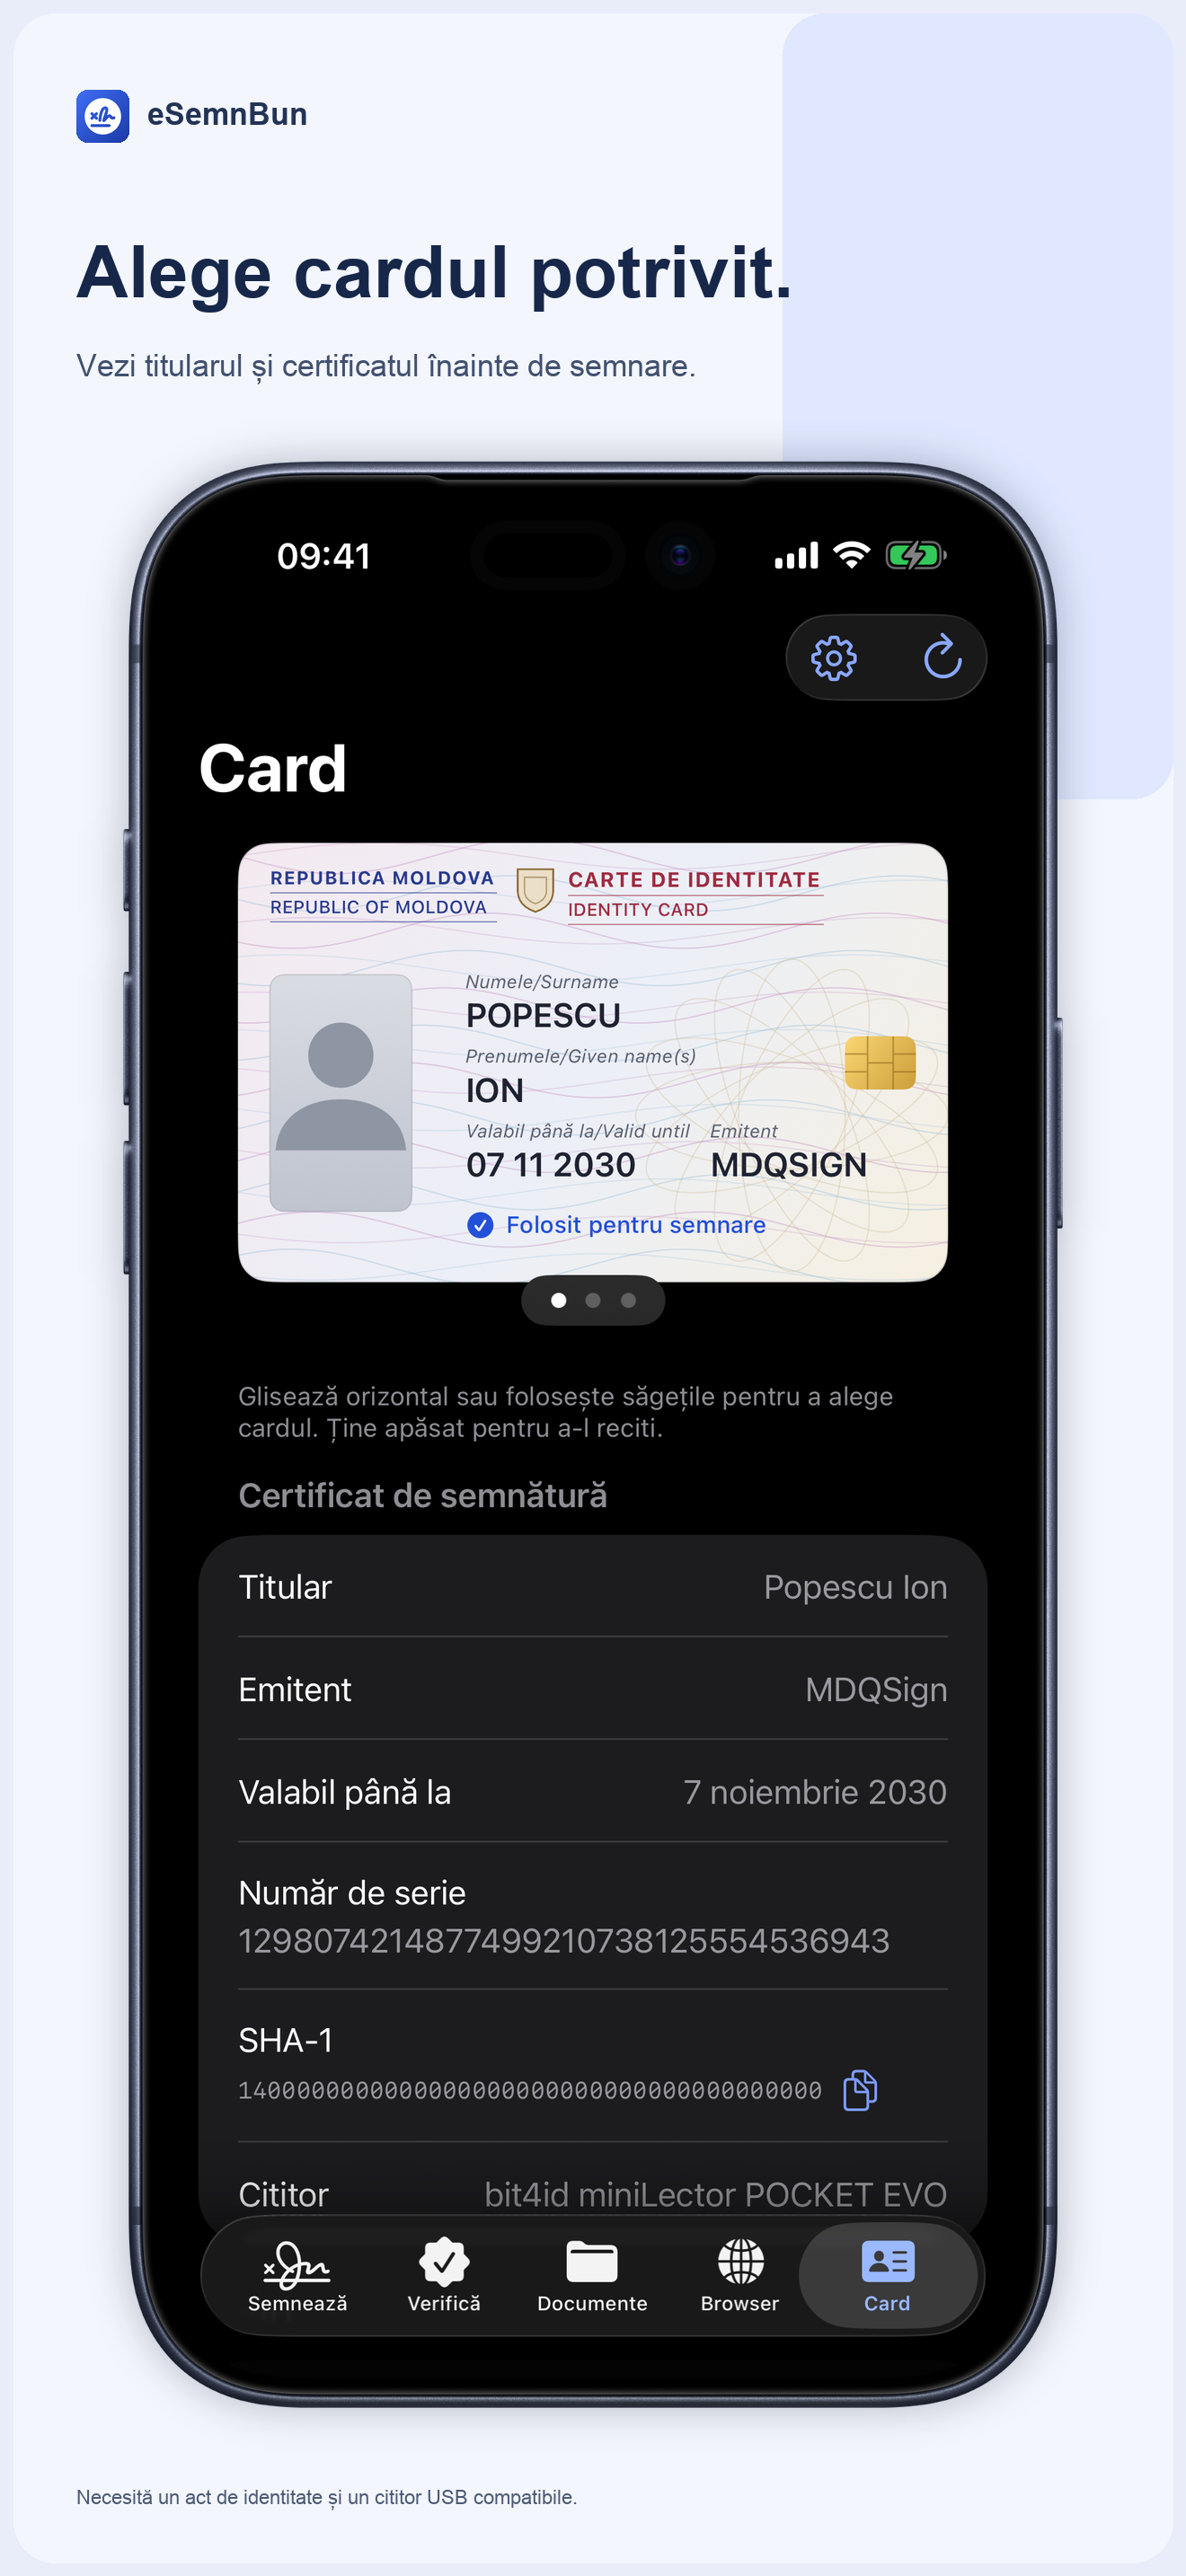 eSemnBun
Alege cardul potrivit.
Vezi titularul și certificatul înainte de semnare.
09:41
Card
REPUBLICA MOLDOVA
REPUBLIC OF MOLDOVA
CARTE DE IDENTITATE
IDENTITY CARD
Numele/Surname
POPESCU
Prenumele/Given name(s)
ION
Valabil până la/Valid until Emitent
07 11 2030 MDQSIGN
Folosit pentru semnare
Glisează orizontal sau folosește săgețile pentru a alege
cardul. Ține apăsat pentru a-l reciti.
Certificat de semnătură
Titular Popescu Ion
Emitent MDQSign
Valabil până la 7 noiembrie 2030
Număr de serie
129807421487749921073812555453694​3
SHA-1
1400000000000000000000000000000000000000
Cititor bit4id miniLector POCKET EVO
Semnează Verifică Documente Browser Card
Necesită un act de identitate și un cititor USB compatibile.